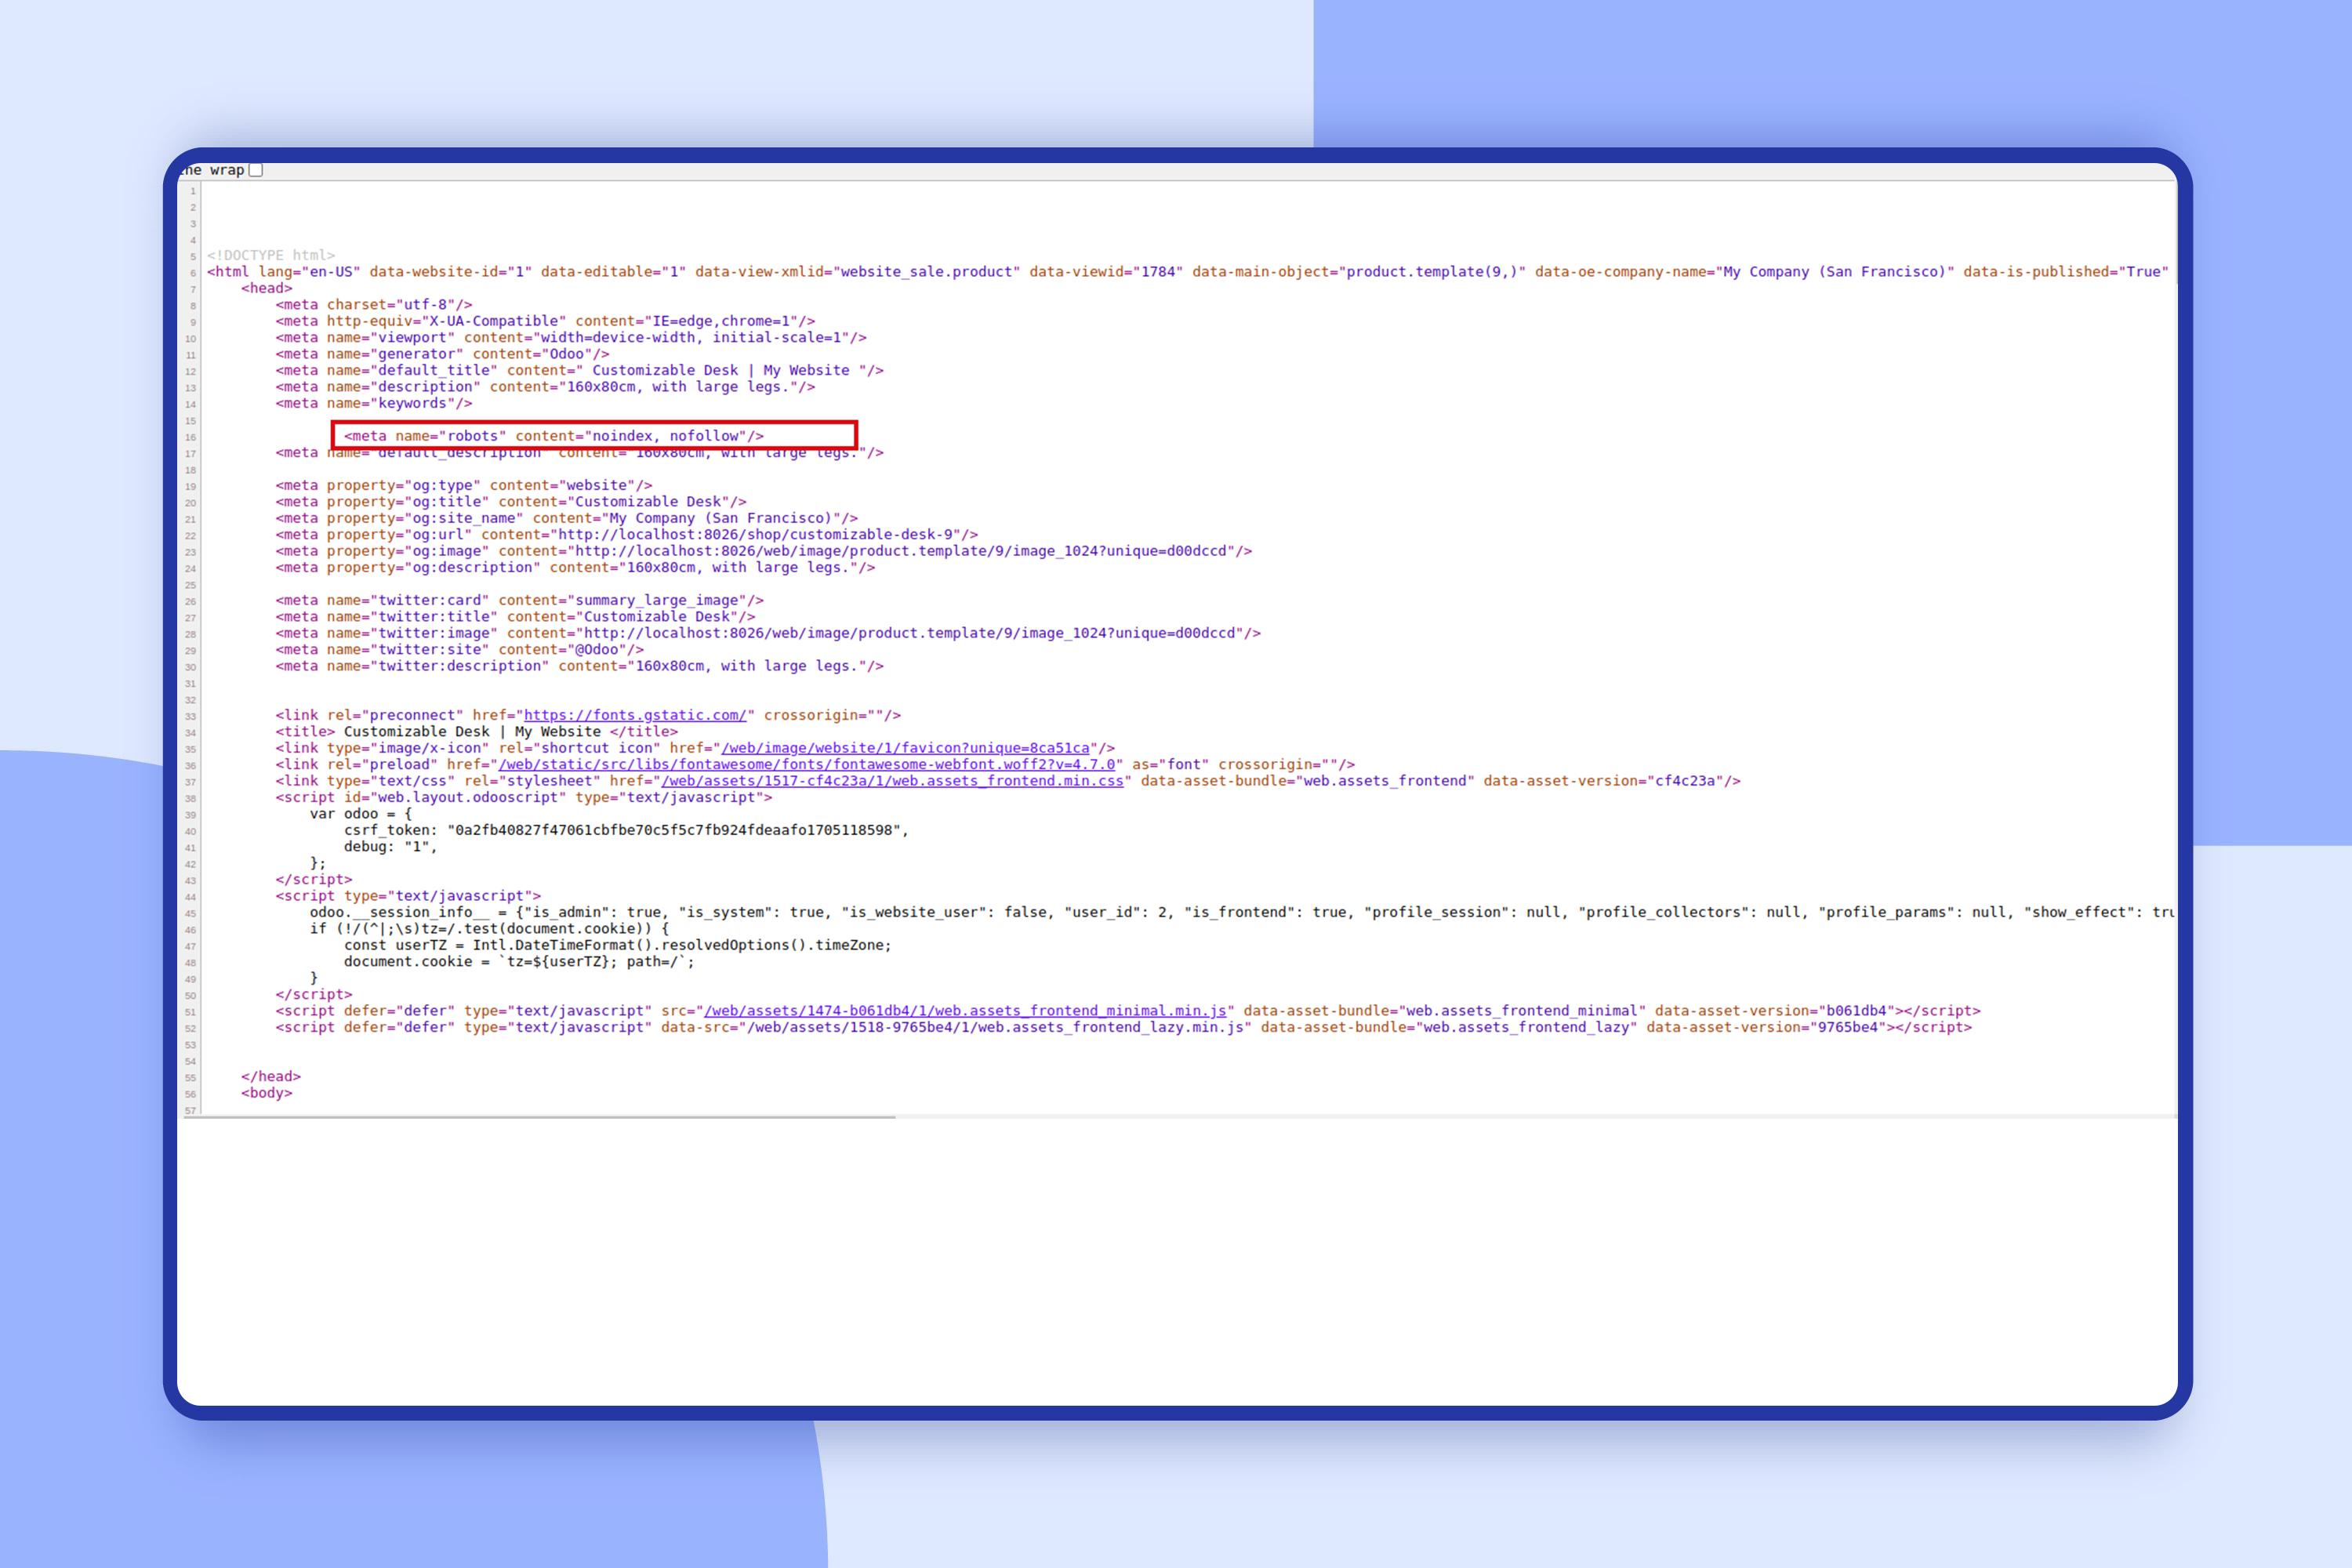 he wrap
1
2
3
4
5 <!DOCTYPE html>
6 <html lang="en-US" data-website-id="1" data-editable="1" data-view-xmlid="website_sale.product" data-viewid="1784" data-main-object="product.template(9,)" data-oe-company-name="My Company (San Francisco)" data-is-published="True"
7 <head>
8 <meta charset="utf-8"/>
9 <meta http-equiv="X-UA-Compatible" content="IE=edge,chrome=1"/>
10 <meta name="viewport" content="width=device-width, initial-scale=1"/>
11 <meta name="generator" content="Odoo"/>
12 <meta name="default_title" content=" Customizable Desk | My Website "/>
13 <meta name="description" content="160x80cm, with large legs."/>
14 <meta name="keywords"/>
15
16 <meta name="robots" content="noindex, nofollow"/>
17 <meta name="default_description" content="160x80cm, with large legs."/>
18
19 <meta property="og:type" content="website"/>
20 <meta property="og:title" content="Customizable Desk"/>
21 <meta property="og:site_name" content="My Company (San Francisco)"/>
22 <meta property="og:url" content="http://localhost:8026/shop/customizable-desk-9"/>
23 <meta property="og:image" content="http://localhost:8026/web/image/product.template/9/image_1024?unique=d00dccd"/>
24 <meta property="og:description" content="160x80cm, with large legs."/>
25
26 <meta name="twitter:card" content="summary_large_image"/>
27 <meta name="twitter:title" content="Customizable Desk"/>
28 <meta name="twitter:image" content="http://localhost:8026/web/image/product.template/9/image_1024?unique=d00dccd"/>
29 <meta name="twitter:site" content="@Odoo"/>
30 <meta name="twitter:description" content="160x80cm, with large legs."/>
31
32
33 <link rel="preconnect" href="https://fonts.gstatic.com/" crossorigin=""/>
34 <title> Customizable Desk | My Website </title>
35 <link type="image/x-icon" rel="shortcut icon" href="/web/image/website/1/favicon?unique=8ca51ca"/>
36 <link rel="preload" href="/web/static/src/libs/fontawesome/fonts/fontawesome-webfont.woff2?v=4.7.0" as="font" crossorigin=""/>
37 <link type="text/css" rel="stylesheet" href="/web/assets/1517-cf4c23a/1/web.assets_frontend.min.css" data-asset-bundle="web.assets_frontend" data-asset-version="cf4c23a"/>
38 <script id="web.layout.odooscript" type="text/javascript">
39 var odoo = {
40 csrf_token: "0a2fb40827f47061cbfbe70c5f5c7fb924fdeaafo1705118598",
41 debug: "1",
42 };
43 </script>
44 <script type="text/javascript">
45 odoo.__session_info__ = {"is_admin": true, "is_system": true, "is_website_user": false, "user_id": 2, "is_frontend": true, "profile_session": null, "profile_collectors": null, "profile_params": null, "show_effect": tru
46 if (!/(^|;\s)tz=/.test(document.cookie)) {
47 const userTZ = Intl.DateTimeFormat().resolvedOptions().timeZone;
48 document.cookie = `tz=${userTZ}; path=/`;
49 }
50 </script>
51 <script defer="defer" type="text/javascript" src="/web/assets/1474-b061db4/1/web.assets_frontend_minimal.min.js" data-asset-bundle="web.assets_frontend_minimal" data-asset-version="b061db4"></script>
52 <script defer="defer" type="text/javascript" data-src="/web/assets/1518-9765be4/1/web.assets_frontend_lazy.min.js" data-asset-bundle="web.assets_frontend_lazy" data-asset-version="9765be4"></script>
53
54
55 </head>
56 <body>
57